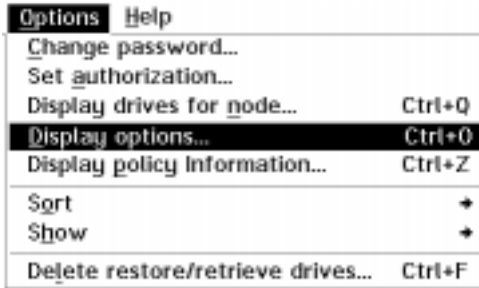 Options Help
Change password...
Set authorization...
Display drives for node... Ctrl+Q
Display options... Ctrl+O
Display policy Information... Ctrl+Z
Sort
Show
Delete restore/retrieve drives... Ctrl+F